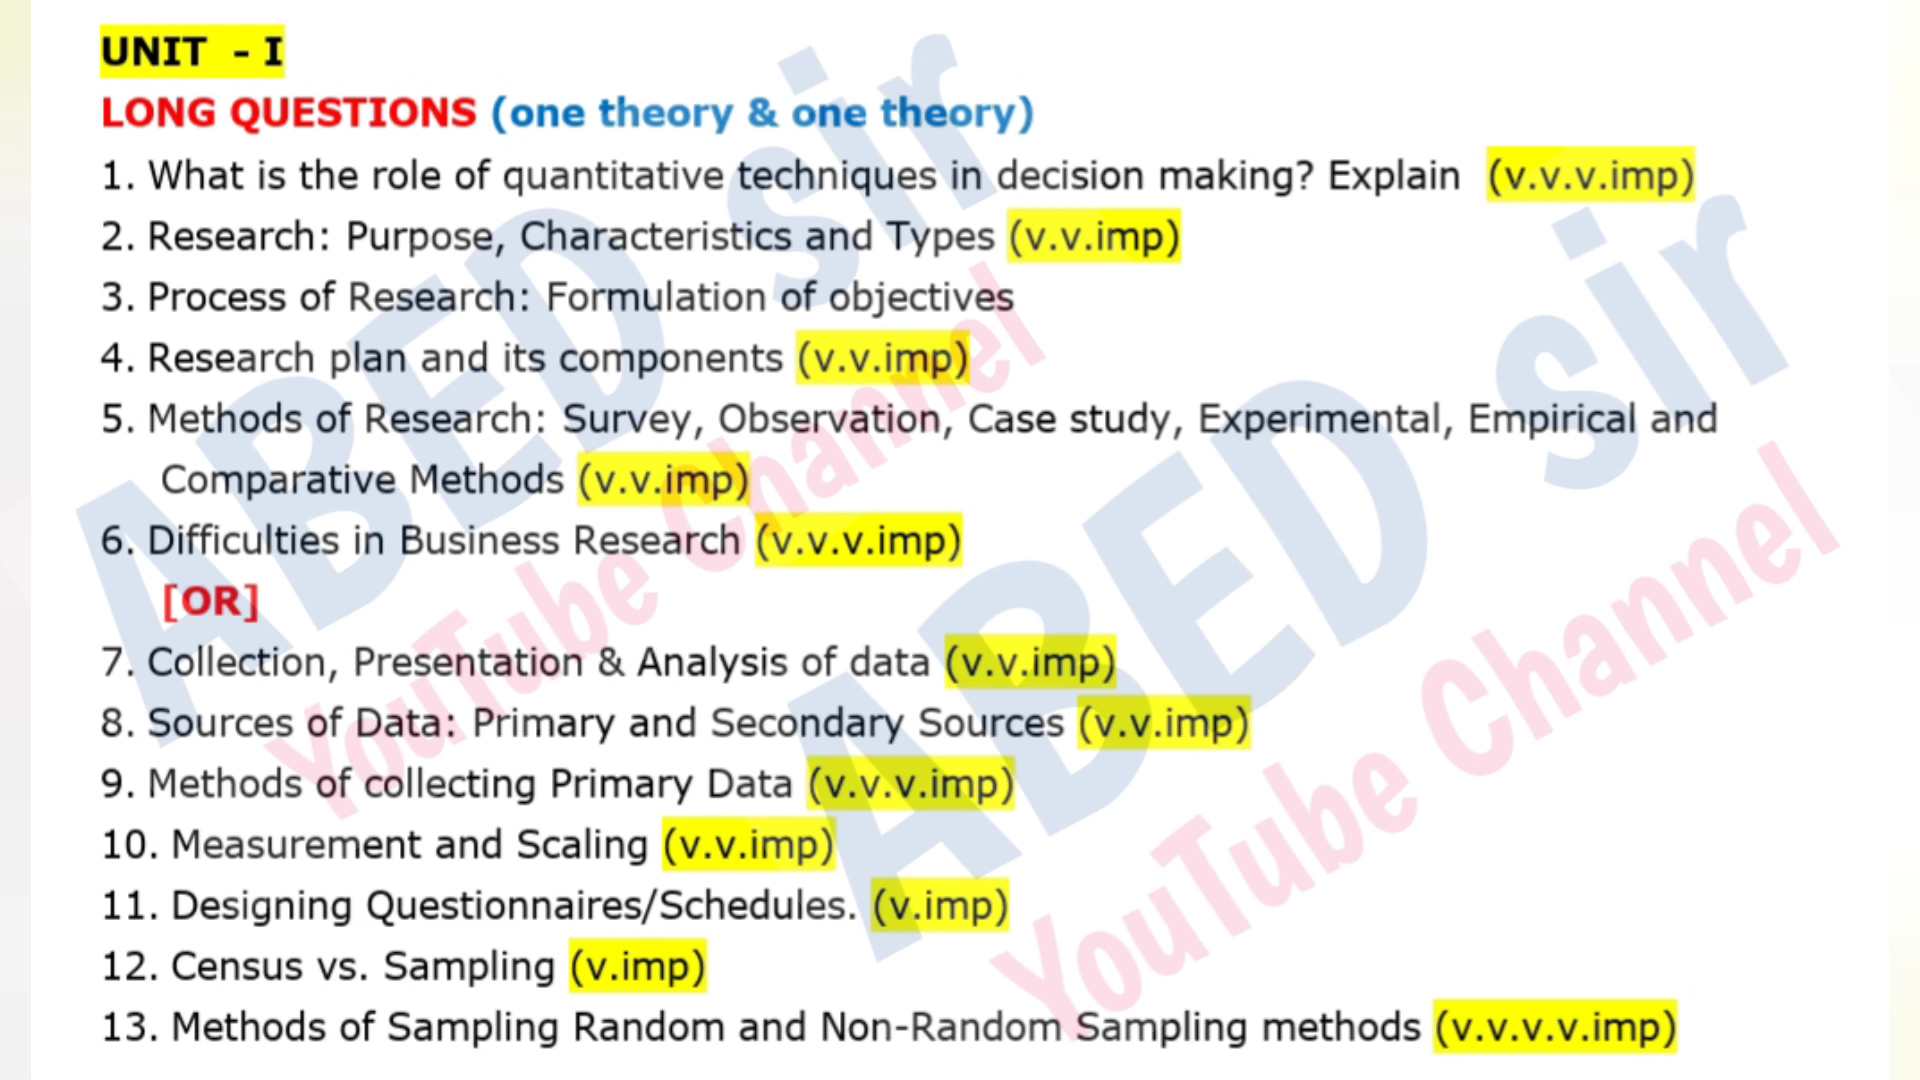 UNIT - I
LONG QUESTIONS (one theory & one theory)
1. What is the role of quantitative techniques in decision making? Explain (v.v.v.imp)
2. Research: Purpose, Characteristics and Types (v.v.imp)
3. Process of Research: Formulation of objectives
4. Research plan and its components (v.v.imp)
5. Methods of Research: Survey, Observation, Case study, Experimental, Empirical and
Comparative Methods (v.v.imp)
6. Difficulties in Business Research (v.v.v.imp)
[OR]
7. Collection, Presentation & Analysis of data (v.v.imp)
8. Sources of Data: Primary and Secondary Sources (v.v.imp)
9. Methods of collecting Primary Data (v.v.v.imp)
10. Measurement and Scaling (v.v.imp)
11. Designing Questionnaires/Schedules. (v.imp)
12. Census vs. Sampling (v.imp)
13. Methods of Sampling Random and Non-Random Sampling methods (v.v.v.v.imp)
ABED sir
YouTube Channel
ABED sir
YouTube Channel